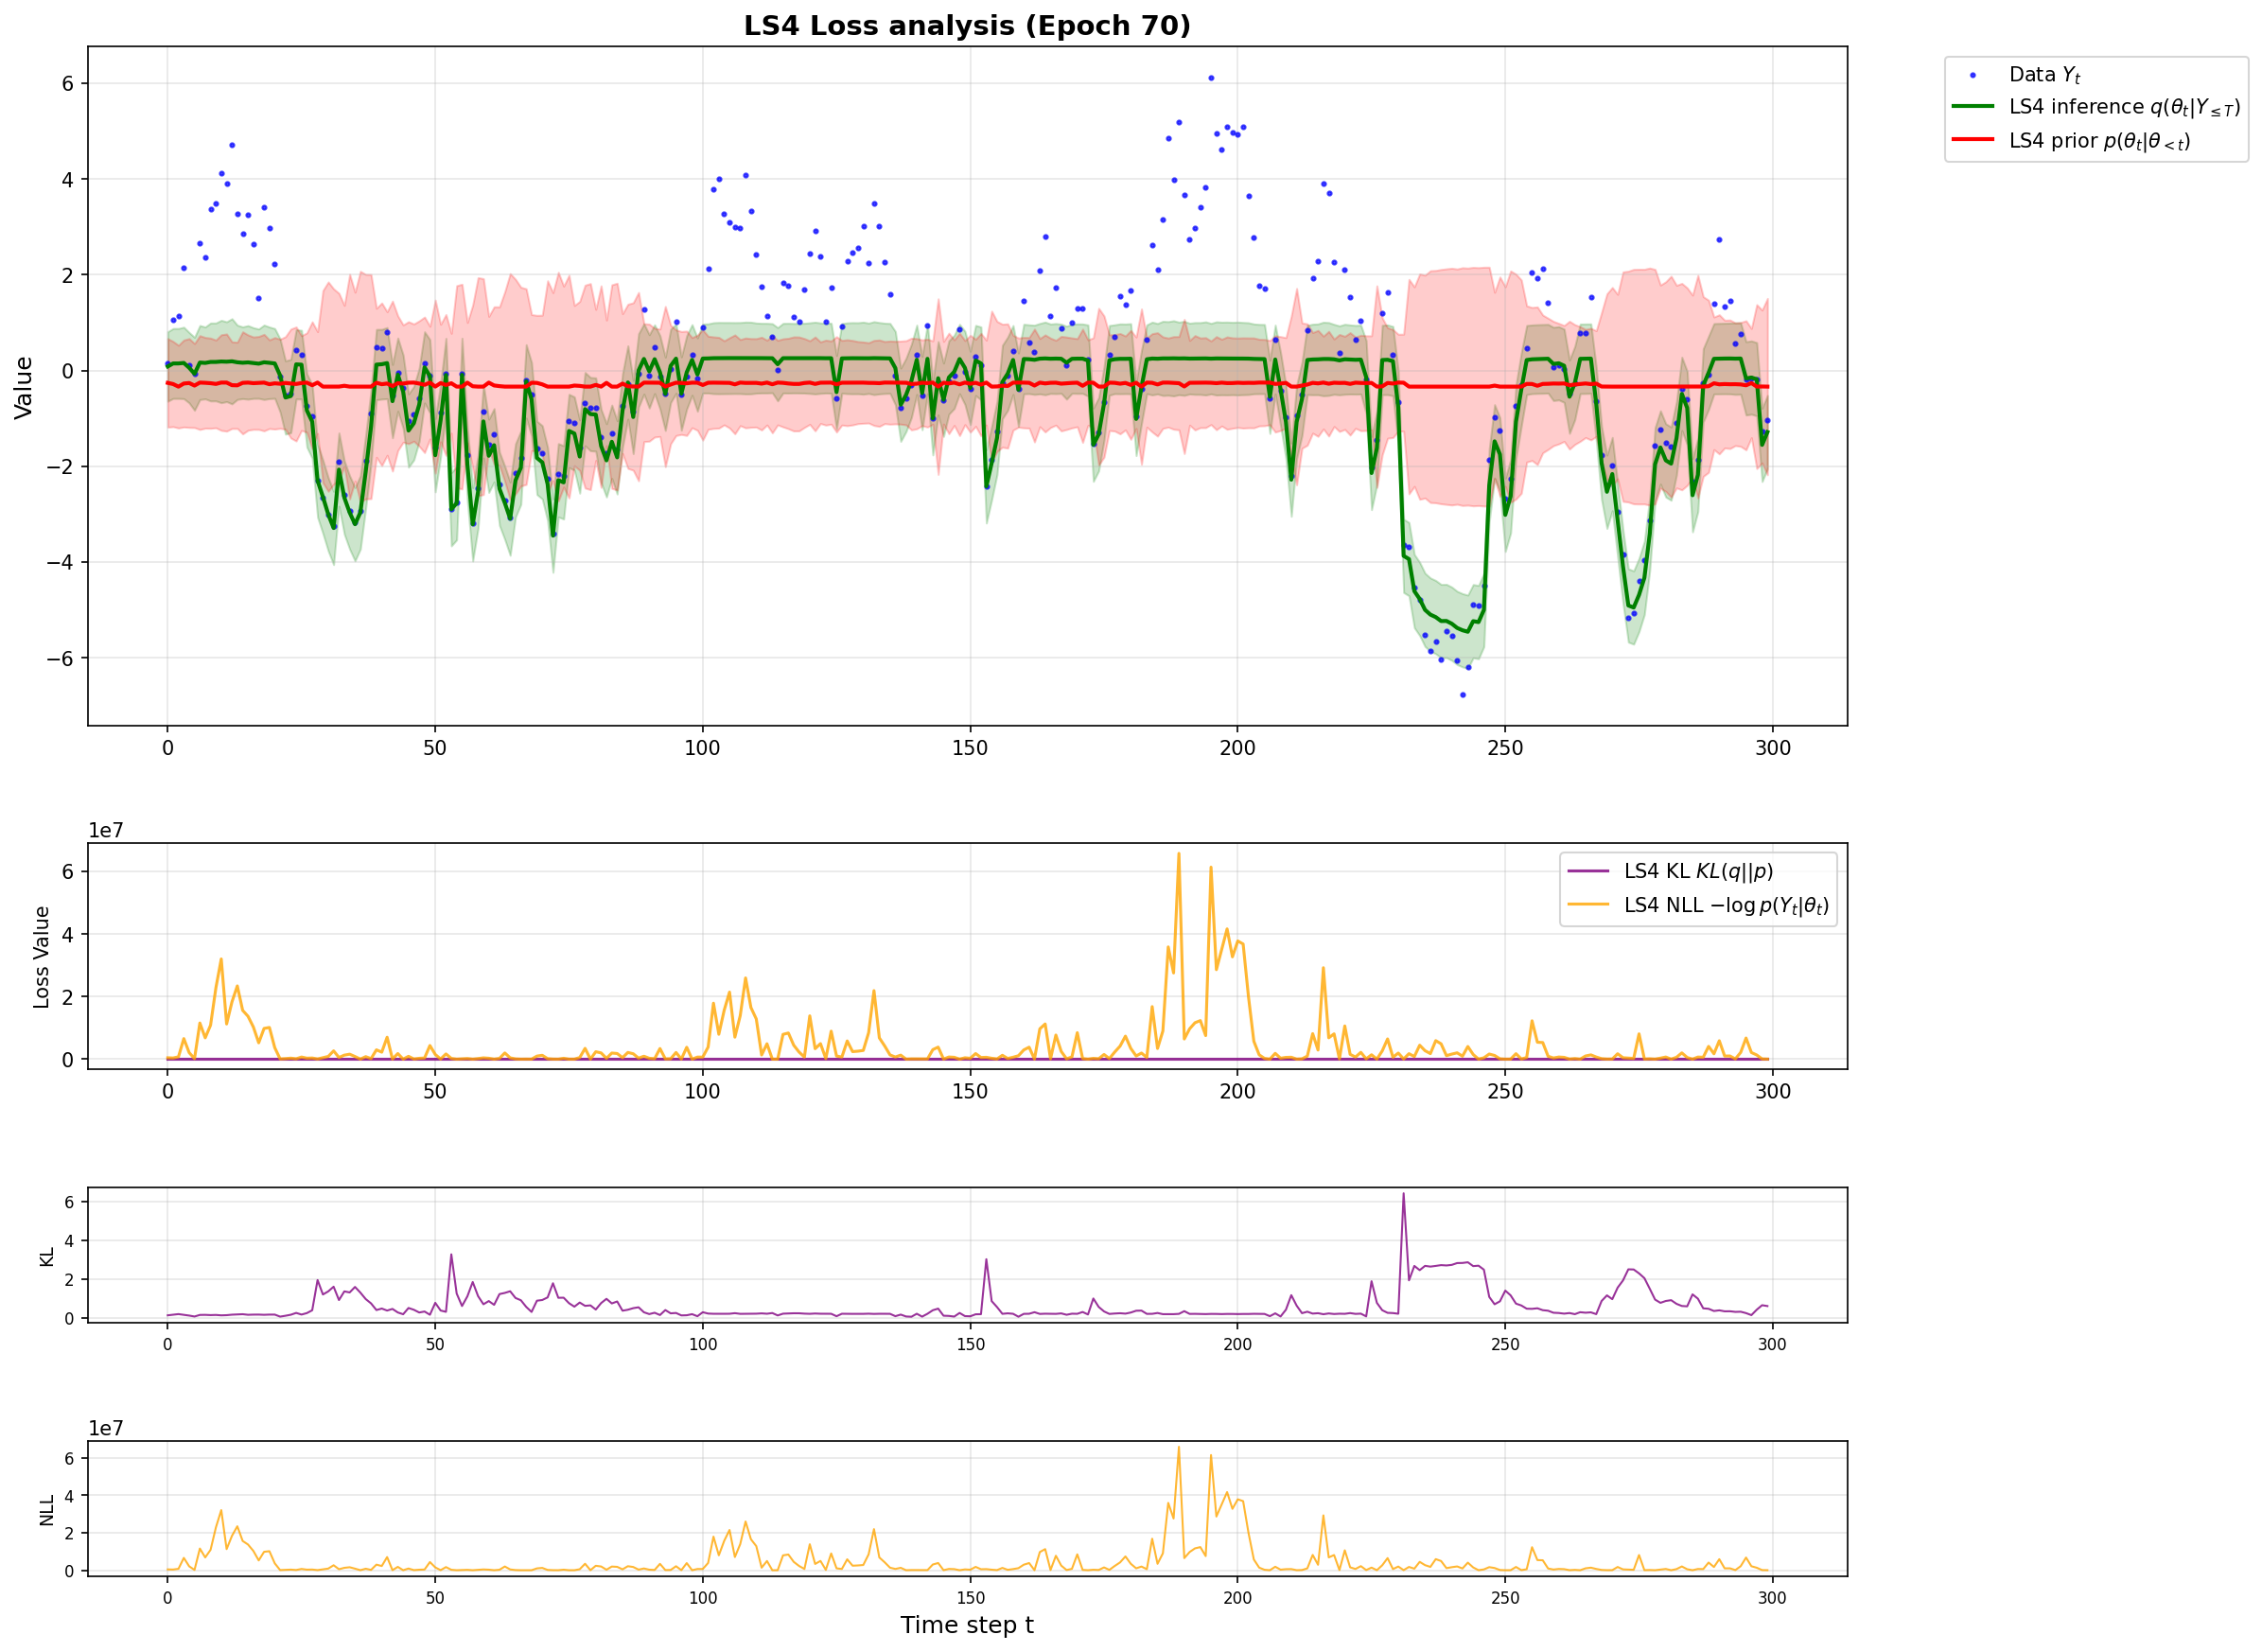 LS4 Loss analysis (Epoch 70)
Value
6
4
2
0
−2
−4
−6
0 50 100 150 200 250 300
Data Y_t
LS4 inference q(θ_t|Y_{≤T})
LS4 prior p(θ_t|θ_{<t})
1e7
Loss Value
6
4
2
0
0 50 100 150 200 250 300
LS4 KL KL(q||p)
LS4 NLL −log p(Y_t|θ_t)
KL
6
4
2
0
0 50 100 150 200 250 300
1e7
NLL
6
4
2
0
0 50 100 150 200 250 300
Time step t